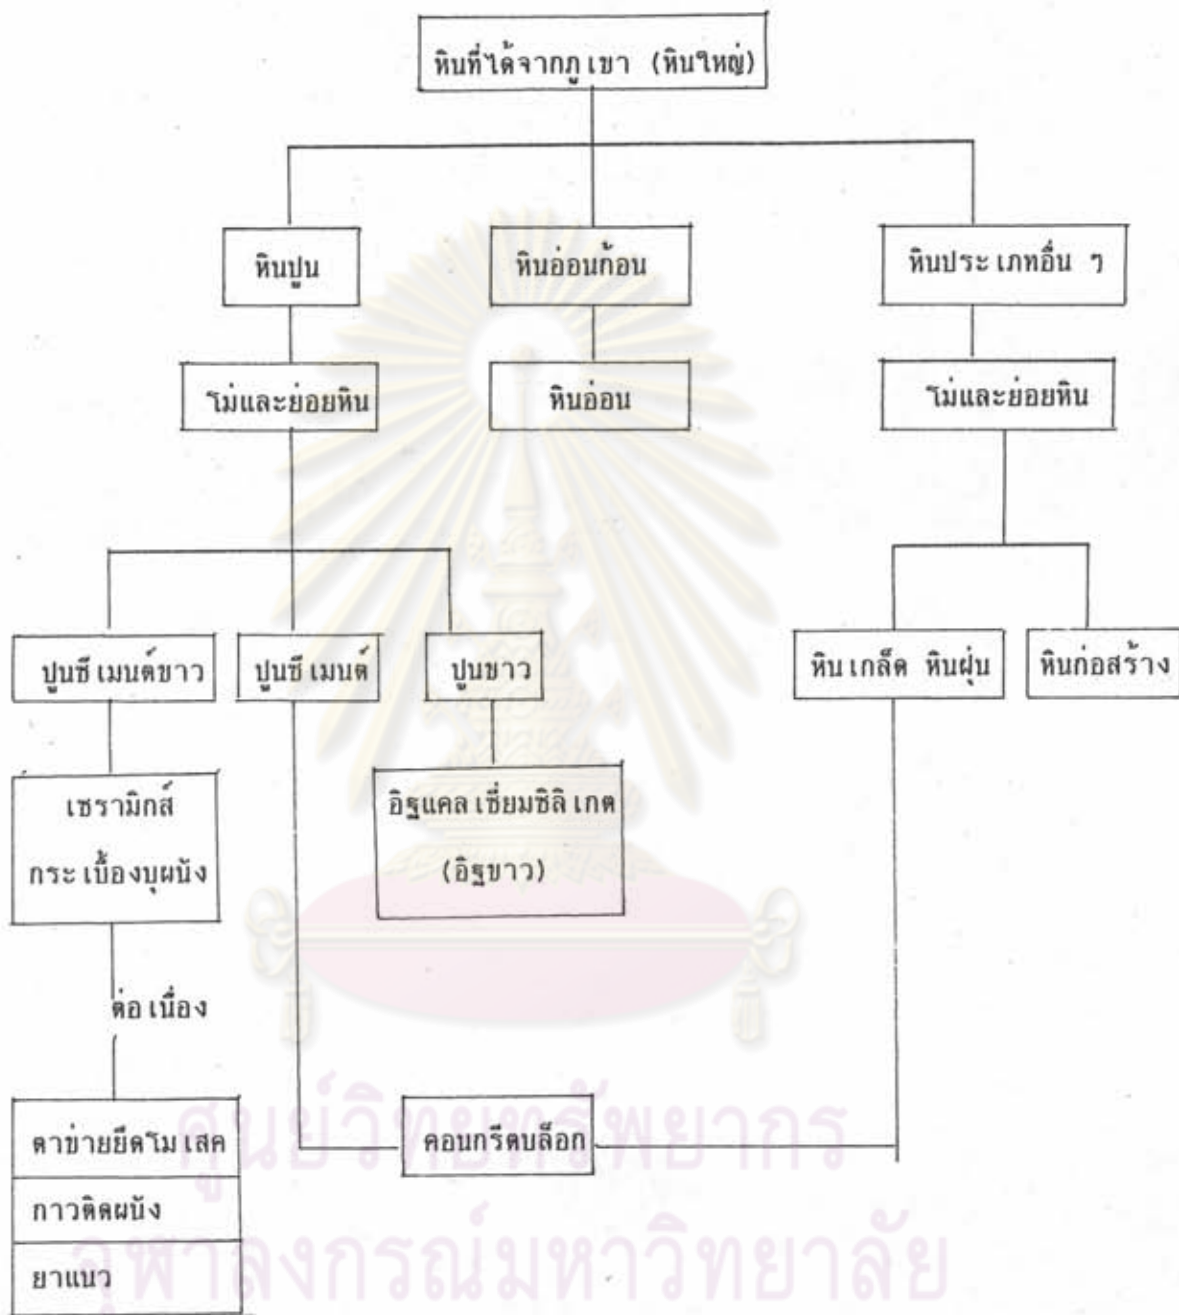 หินที่ได้จากภูเขา (หินใหญ่)
หินปูน
หินอ่อนก้อน
หินประเภทอื่น ๆ
โม่และย่อยหิน
หินอ่อน
โม่และย่อยหิน
ปูนซีเมนต์ขาว
ปูนซีเมนต์
ปูนขาว
หินเกล็ด หินฝุ่น
หินก่อสร้าง
เซรามิกส์
กระเบื้องบุผนัง
อิฐแคลเซี่ยมซิลิเกต
(อิฐขาว)
ต่อเนื่อง
ตาข่ายยึดโมเสค
กาวติดผนัง
ยาแนว
คอนกรีตบล็อก
ศูนย์วิทยทรัพยากร
จุฬาลงกรณ์มหาวิทยาลัย